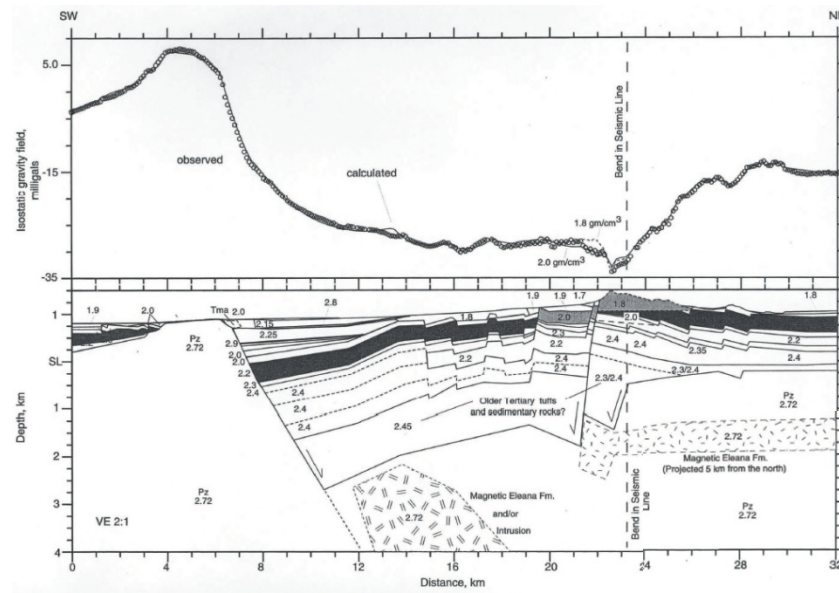 SW
NE
5.0
-15
-35
Isostatic gravity field,
milligals
observed
calculated
1.8 gm/cm3
2.0 gm/cm3
Bend in Seismic Line
1.9
2.0
Tma
2.0
2.8
1.9
1.9
1.7
1.8
2.15
1.8
1.8
2.0
2.0
2.25
2.9
2.3
2.0
2.2
2.4
2.2
2.0
2.35
2.4
2.2
2.2
2.4
2.3
2.4
2.4
2.3/2.4
2.4
2.4
2.4
2.3/2.4
Pz
2.72
Older Tertiary tuffs
and sedimentary rocks?
2.45
Pz
2.72
2.72
Magnetic Eleana Fm.
(Projected 5 km from the north)
Pz
2.72
VE 2:1
2.72
Magnetic Eleana Fm.
and/or
Intrusion
Pz
2.72
Bend in Seismic
Line
1
SL
1
2
3
4
Depth, km
0
4
8
12
16
20
24
28
32
Distance, km